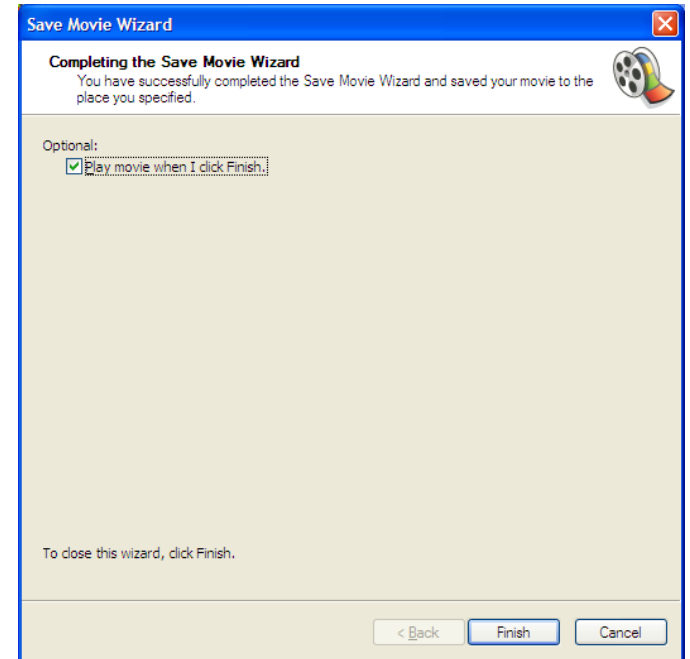 Save Movie Wizard
Completing the Save Movie Wizard
You have successfully completed the Save Movie Wizard and saved your movie to the
place you specified.
Optional:
Play movie when I click Finish.
To close this wizard, click Finish.
< Back Finish Cancel